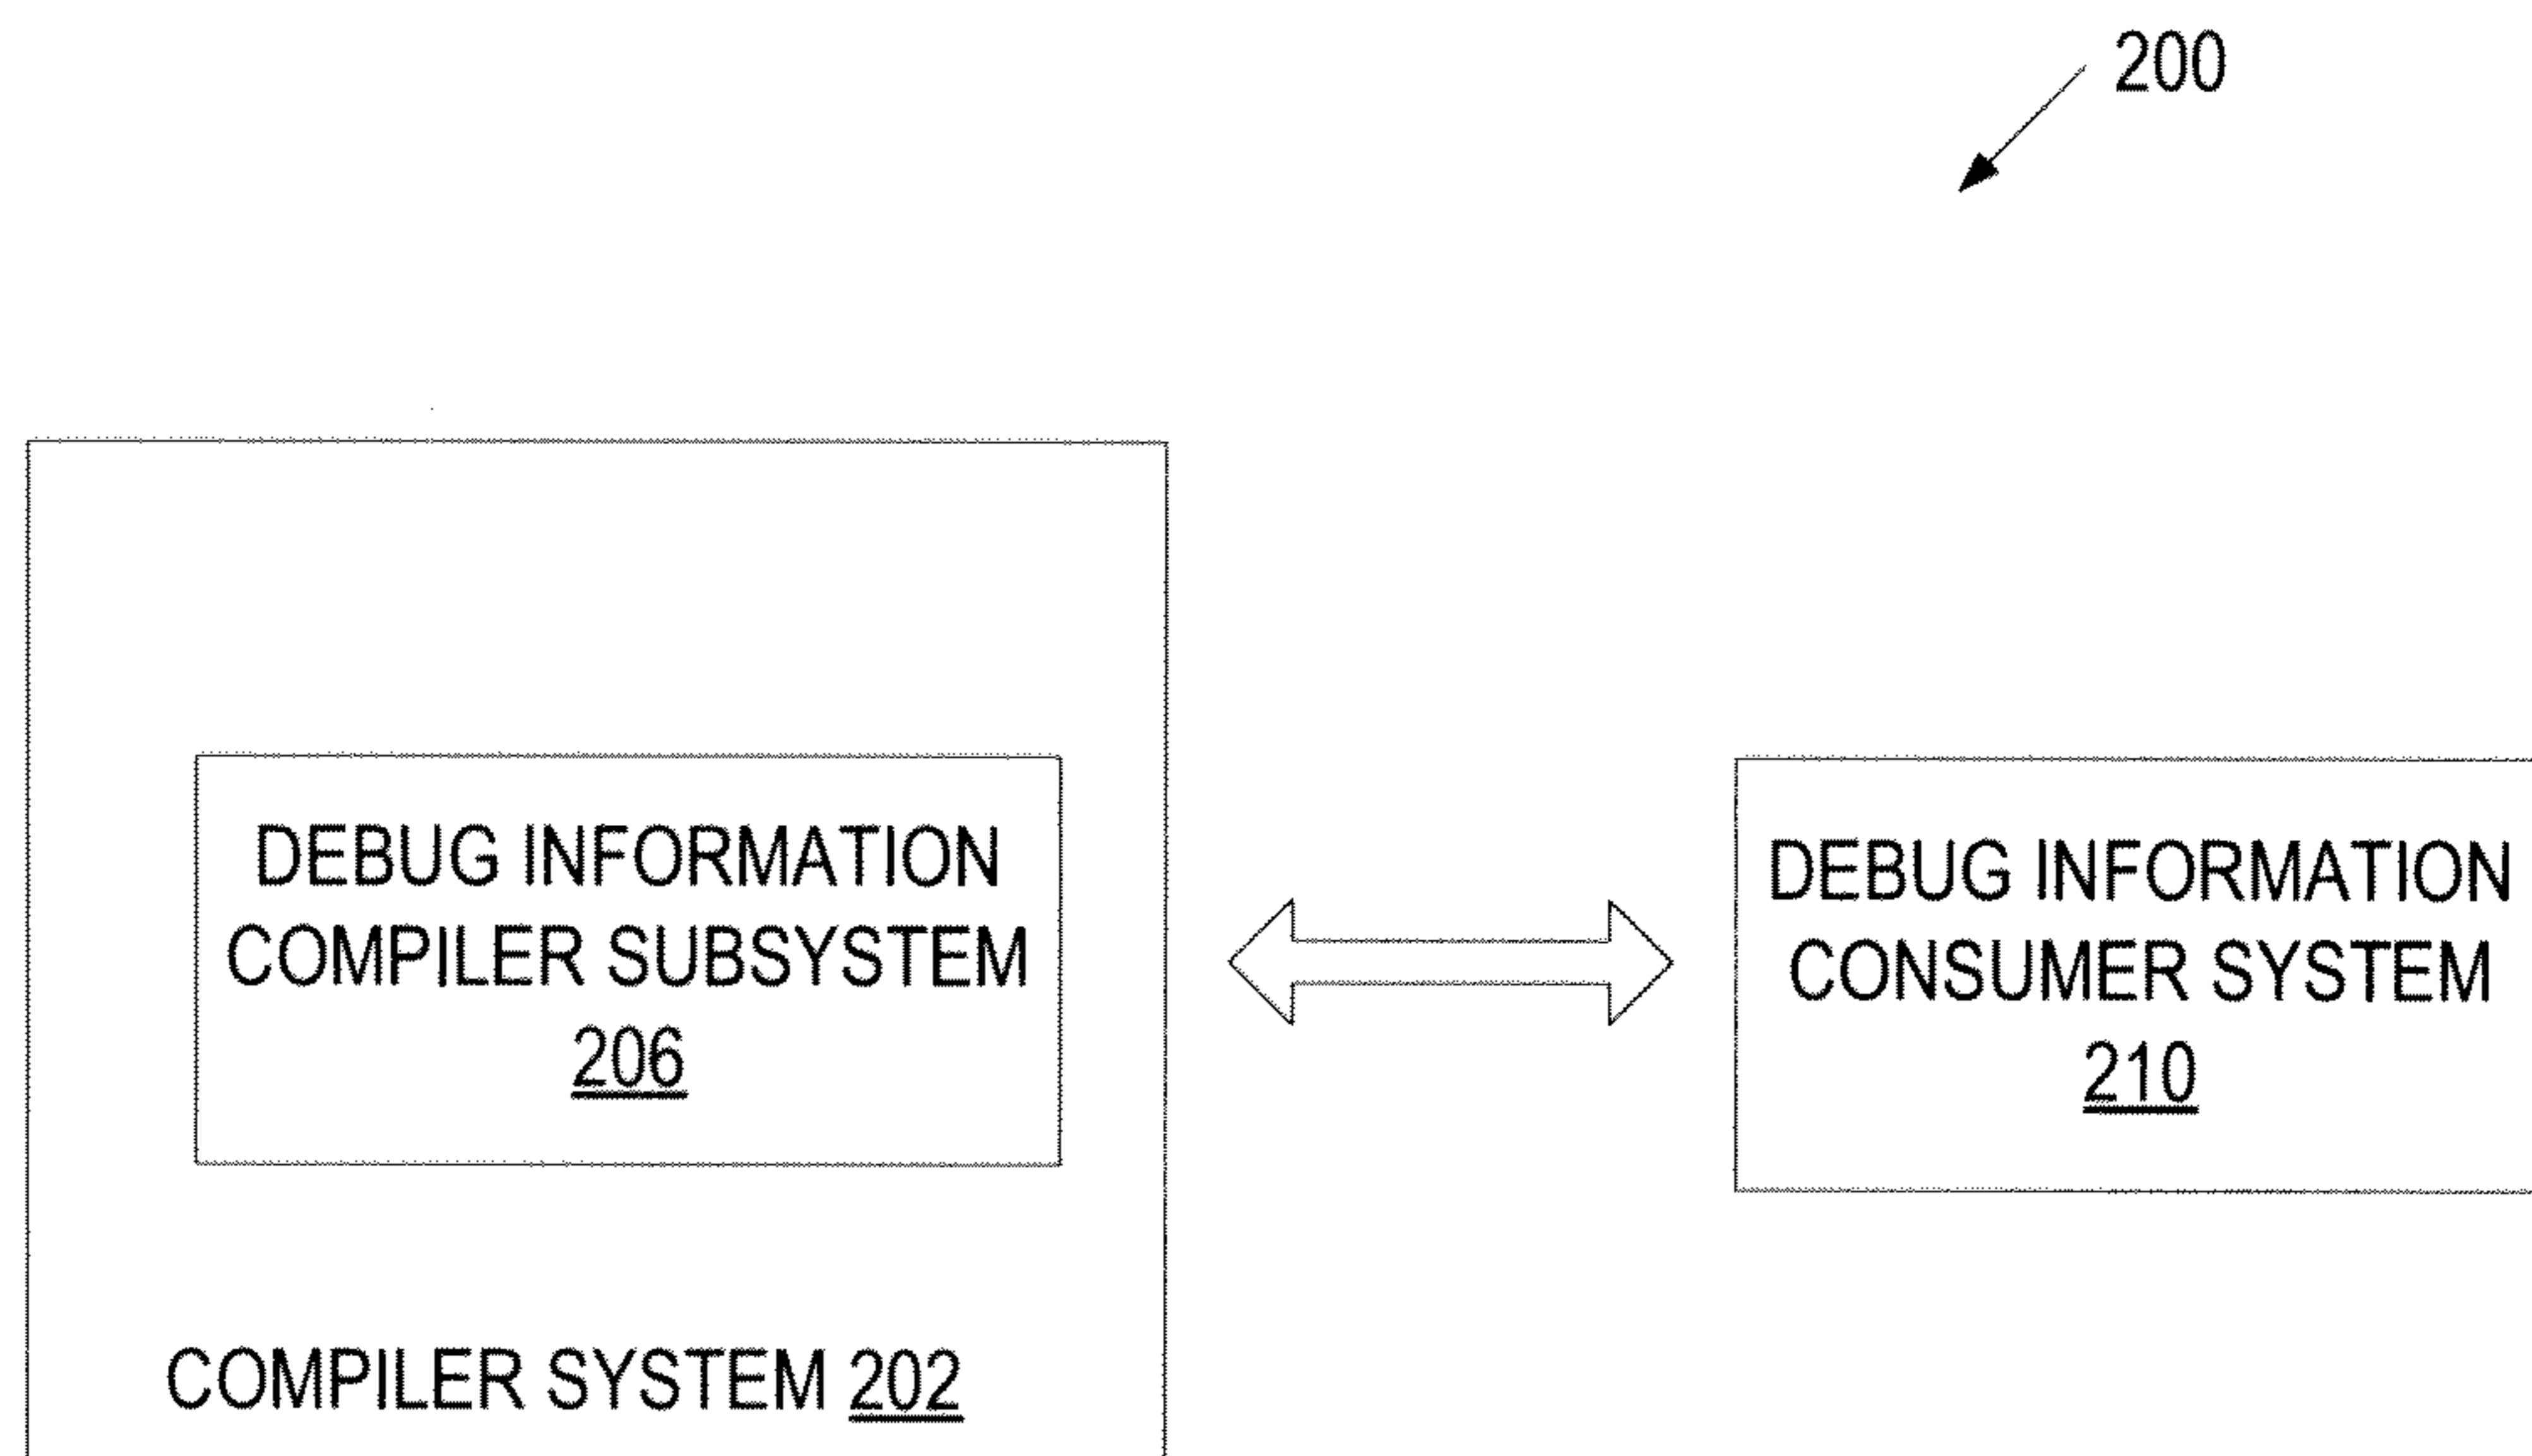 200
DEBUG INFORMATION
COMPILER SUBSYSTEM
206
DEBUG INFORMATION
CONSUMER SYSTEM
210
COMPILER SYSTEM 202